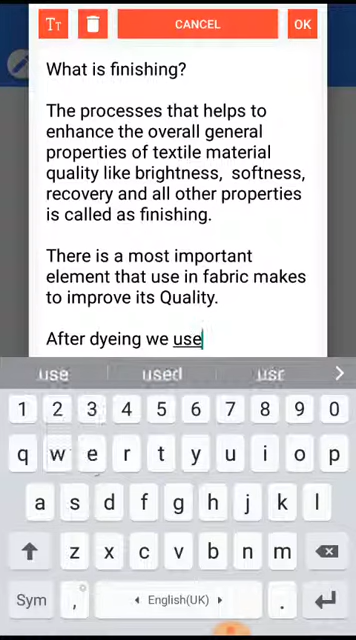 TT CANCEL OK
What is finishing?
The processes that helps to
enhance the overall general
properties of textile material
quality like brightness, softness,
recovery and all other properties
is called as finishing.
There is a most important
element that use in fabric makes
to improve its Quality.
After dyeing we use
use used usr >
1 2 3 4 5 6 7 8 9 0
q w e r t y u i o p
a s d f g h j k l
z x c v b n m
Sym , English(UK) .